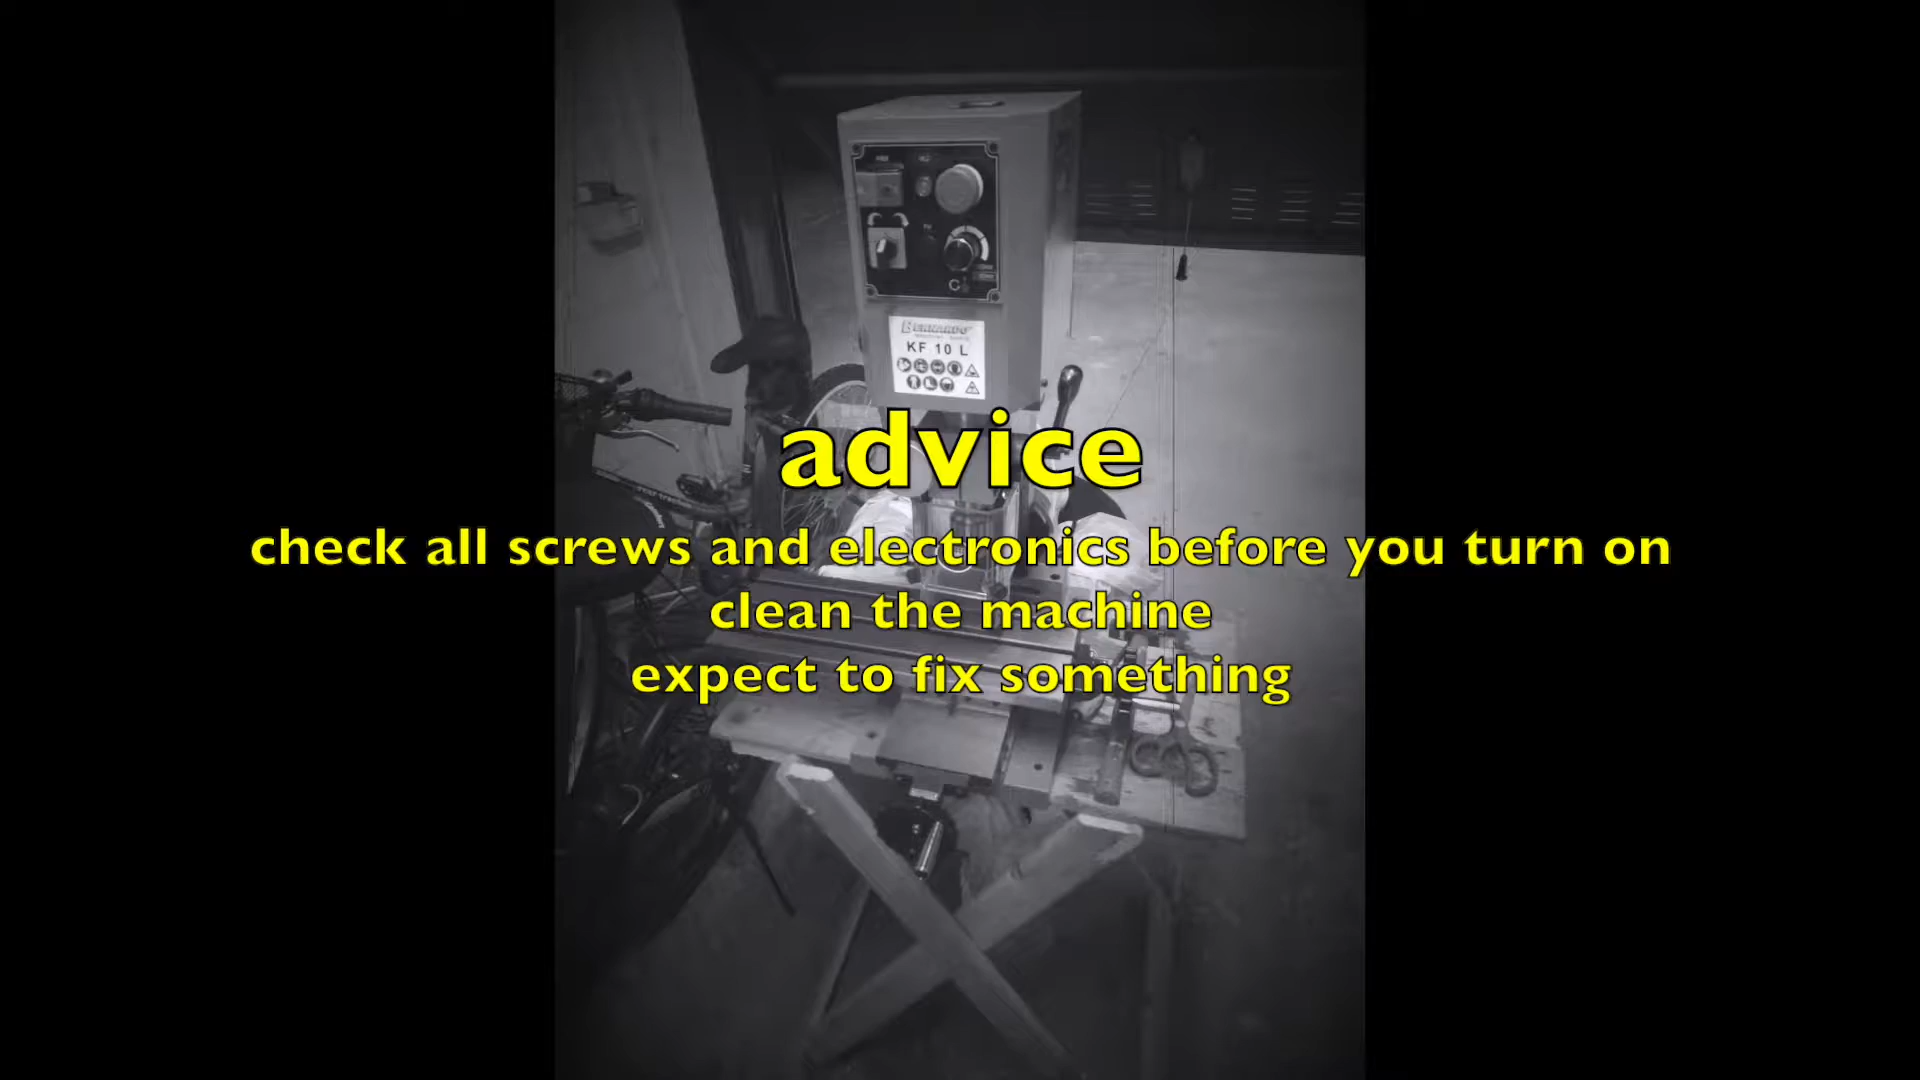 BERNARDO
KF 10 L
advice
check all screws and electronics before you turn on
clean the machine
expect to fix something